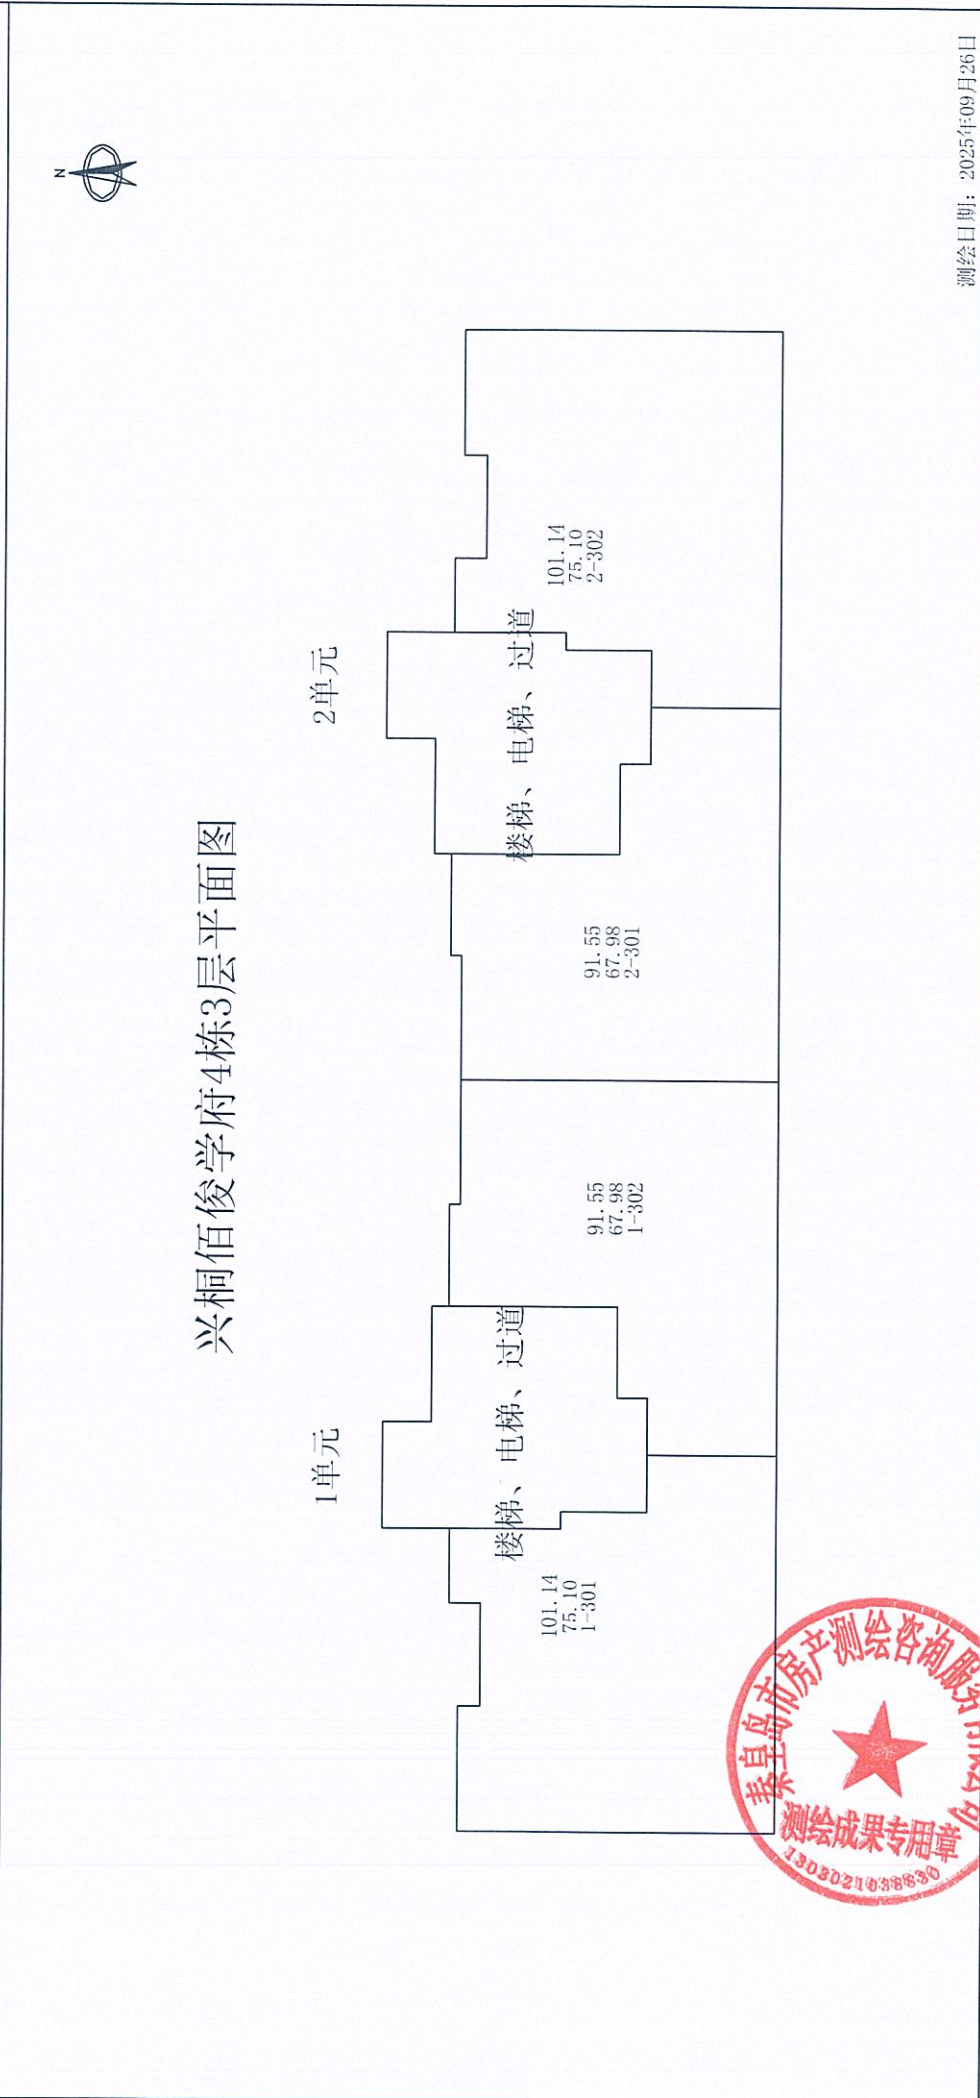 N
兴桐佰俊学府4栋3层平面图
1单元
2单元
101.14
75.10
1-301
楼梯、电梯、过道
91.55
67.98
1-302
91.55
67.98
2-301
楼梯、电梯、过道
101.14
75.10
2-302
秦皇岛市房产测绘咨询服务有限公司
测绘成果专用章
测绘日期：2025年09月26日